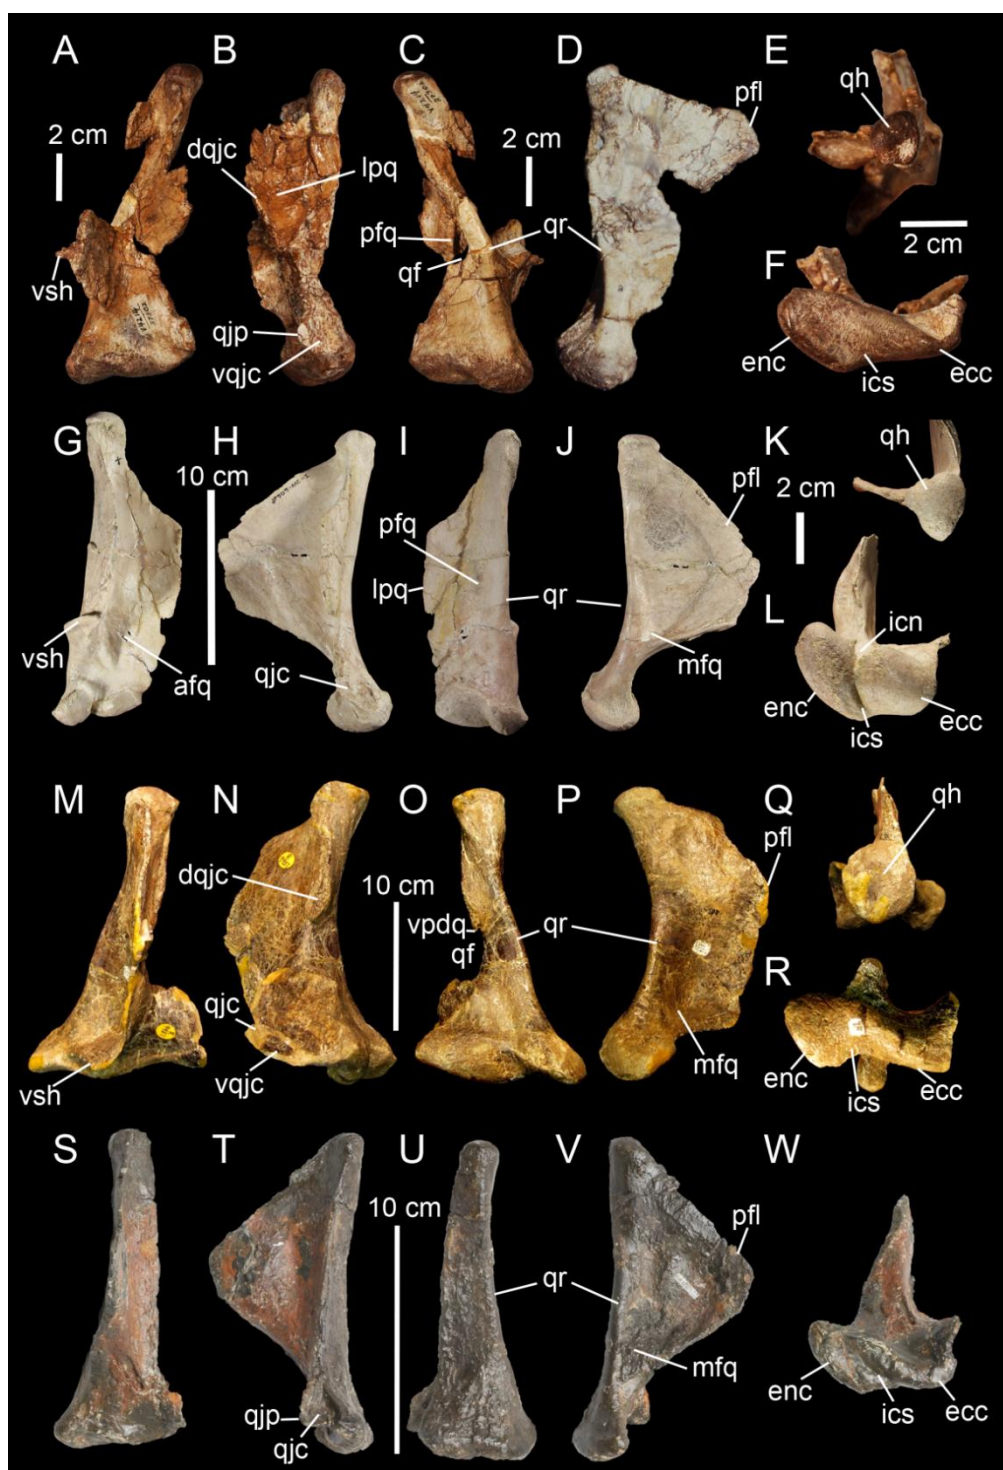 A B C D E
pfl
qh
2 cm
dqjc
2 cm
lpq
pfq
qf
qr
vsh
2 cm
F
qjp
vqjc
enc
ics
ecc
G H I J K
qh
10 cm
2 cm
pfl
pfq
lpq
qr
L
icn
vsh
afq
qjc
mfq
enc
ics
ecc
M N O P Q
qh
pfl
dqjc
10 cm
vpdq
qf
qr
R
qjc
vsh
vqjc
mfq
enc
ics
ecc
S T U V W
10 cm
pfl
qr
mfq
qjp
qjc
enc
ics
ecc